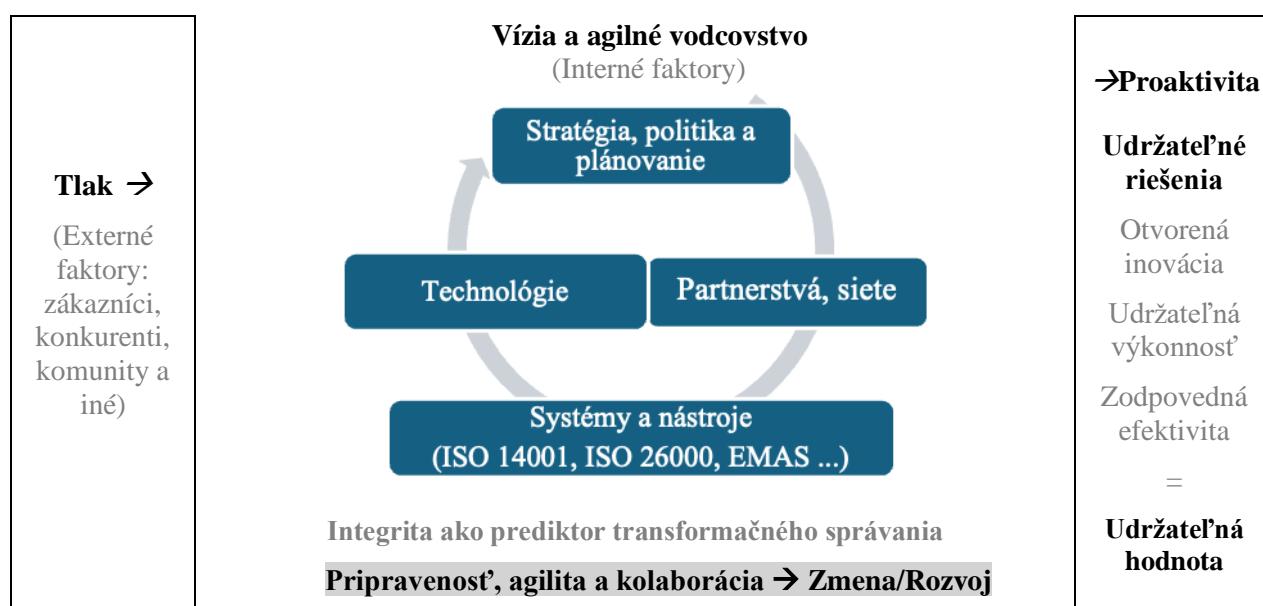 Tlak →
(Externé
faktory:
zákazníci,
konkurenti,
komunity a
iné)
Vízia a agilné vodcovstvo
(Interné faktory)
Stratégia, politika a
plánovanie
Technológie
Partnerstvá, siete
Systémy a nástroje
(ISO 14001, ISO 26000, EMAS ...)
Integrita ako prediktor transformačného správania
Pripravenosť, agilita a kolaborácia → Zmena/Rozvoj
→Proaktivita
Udržateľné
riešenia
Otvorená
inovácia
Udržateľná
výkonnosť
Zodpovedná
efektivita
=
Udržateľná
hodnota